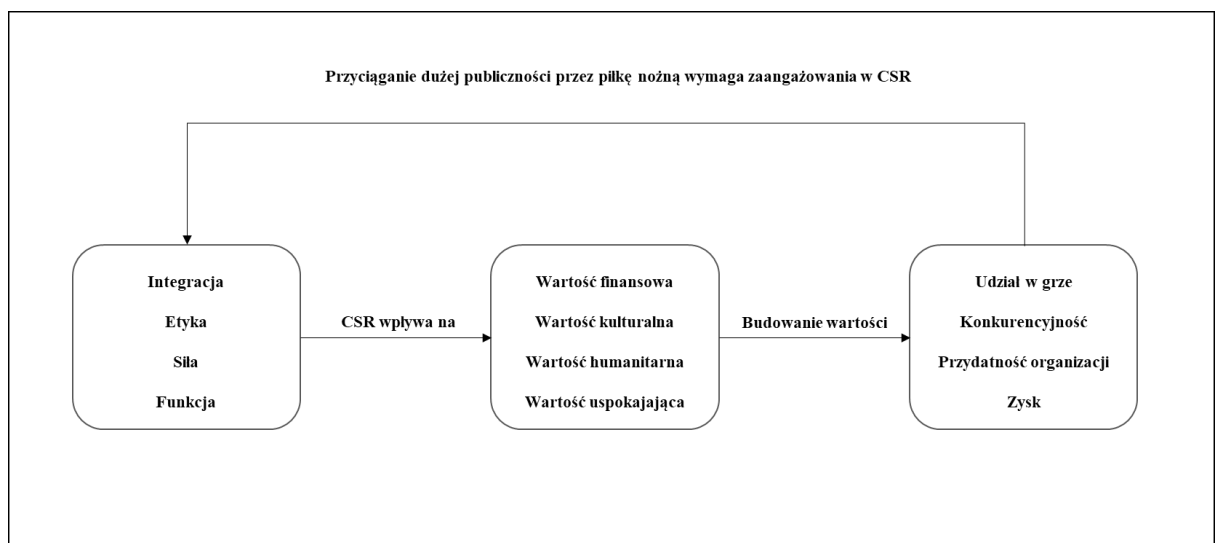 Przyciąganie dużej publiczności przez piłkę nożną wymaga zaangażowania w CSR
Integracja
Etyka
Siła
Funkcja
CSR wpływa na
Wartość finansowa
Wartość kulturalna
Wartość humanitarna
Wartość uspokajająca
Budowanie wartości
Udział w grze
Konkurencyjność
Przydatność organizacji
Zysk